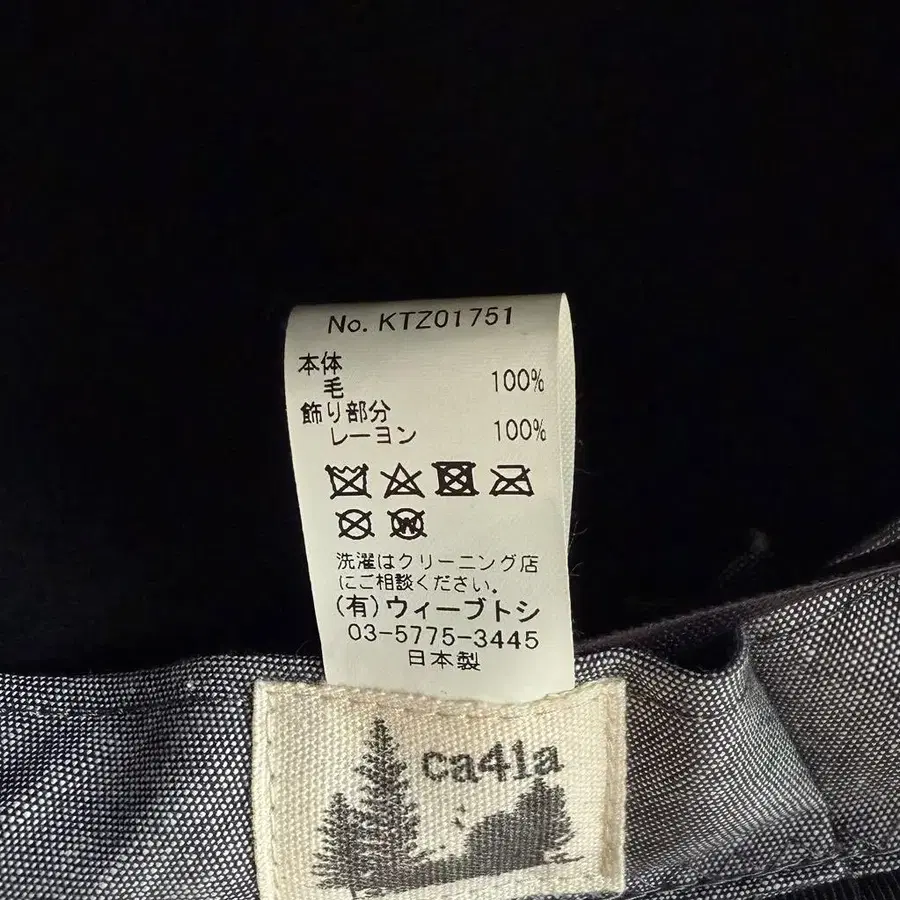 No. KTZ01751
本体
毛 100%
飾り部分
レーヨン 100%
W
洗濯はクリーニング店
にご相談ください。
(有)ウィーブトシ
03-5775-3445
日本製
ca4la